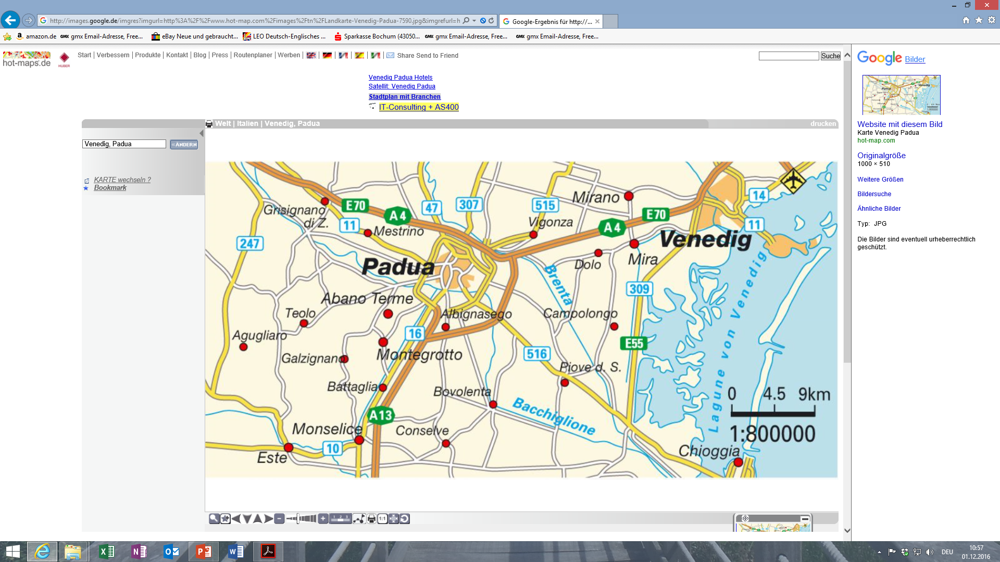 http://images.google.de/imgres?imgurl=http%3A%2F%2Fwww.hot-map.com%2Fimages%2Ftn%2FLandkarte-Venedig-Padua-7590.jpg&imgrefurl=h
Google-Ergebnis für http://...
amazon.de
GMX gmx Email-Adresse, Free...
eBay Neue und gebraucht...
LEO Deutsch-Englisches ...
Sparkasse Bochum (43050...
GMX gmx Email-Adresse, Free...
GMX gmx Email-Adresse, Free...
hot-maps.de
HUBER
Start | Verbessern | Produkte | Kontakt | Blog | Press | Routenplaner | Werben |
Share Send to Friend
Suche
Venedig Padua Hotels
Satellit: Venedig Padua
Stadtplan mit Branchen
IT-Consulting + AS400
Welt | Italien | Venedig, Padua
drucken
Venedig, Padua
«ÄNDERN
KARTE wechseln ?
Bookmark
Grisignano
di Z.
E70
A4
47
307
515
Mirano
14
11
Mestrino
Vigonza
A4
E70
11
247
Venedig
Padua
Dolo
Mira
Brenta
309
Abano Terme
Teolo
Albignasego
Campolongo
Agugliaro
16
E55
Galzignano
Montegrotto
516
Piove d. S.
Lagune von Venedig
Battaglia
Bovolenta
0 4.5 9km
Bacchiglione
A13
Monselice
Conselve
1:800000
Este
10
Chioggia
1 2 3
1:1
Google Bilder
Website mit diesem Bild
Karte Venedig Padua
hot-map.com
Originalgröße
1000 × 510
Weitere Größen
Bildersuche
Ähnliche Bilder
Typ: JPG
Die Bilder sind eventuell urheberrechtlich
geschützt.
DEU
10:57
01.12.2016